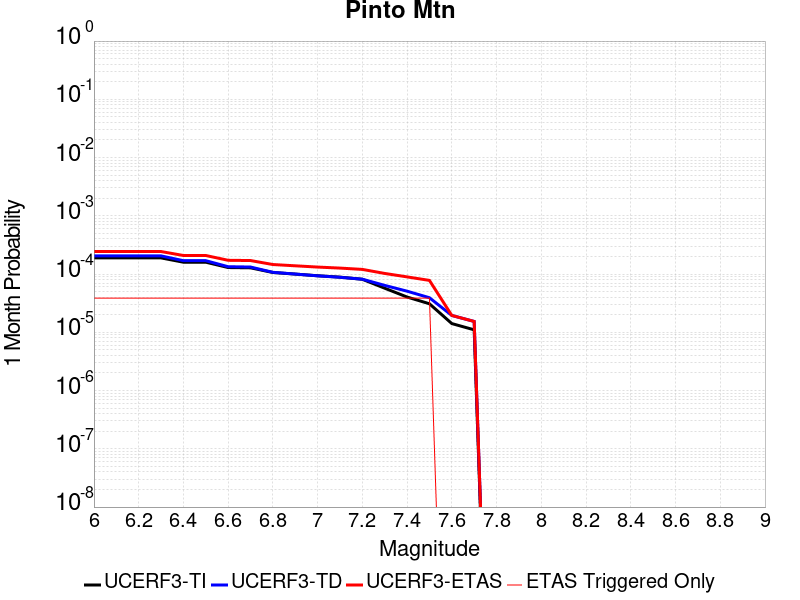 Pinto Mtn
10^0
10^-1
10^-2
10^-3
10^-4
10^-5
10^-6
10^-7
10^-8
1 Month Probability
6 6.2 6.4 6.6 6.8 7 7.2 7.4 7.6 7.8 8 8.2 8.4 8.6 8.8 9
Magnitude
UCERF3-TI UCERF3-TD UCERF3-ETAS ETAS Triggered Only